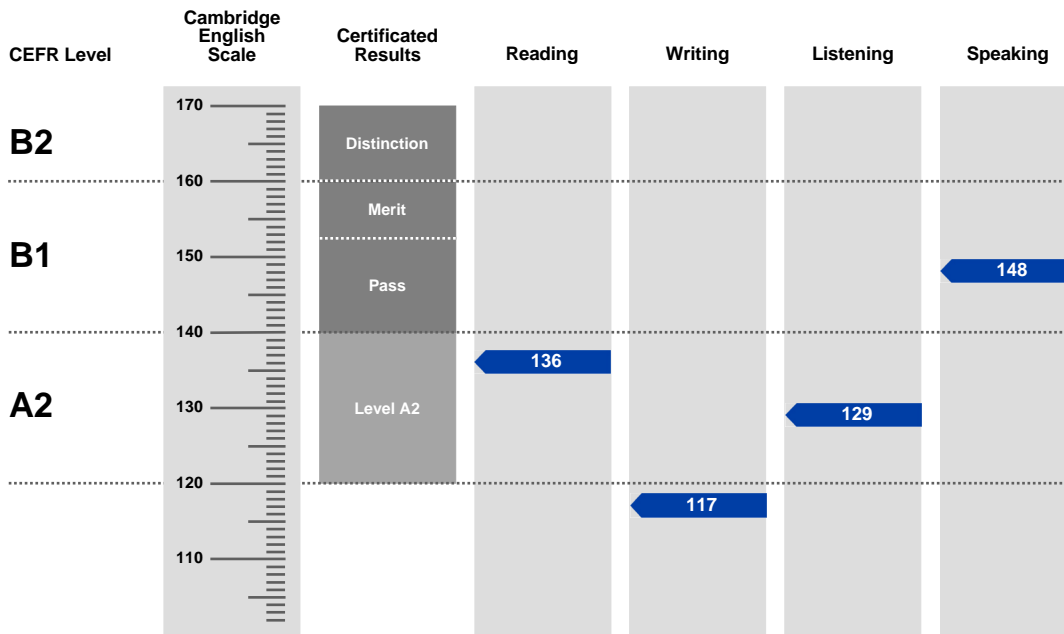 CEFR Level
Cambridge
English
Scale
Certificated
Results
Reading
Writing
Listening
Speaking
170
B2
Distinction
160
Merit
B1
150
148
Pass
140
136
A2
130
Level A2
129
120
117
110